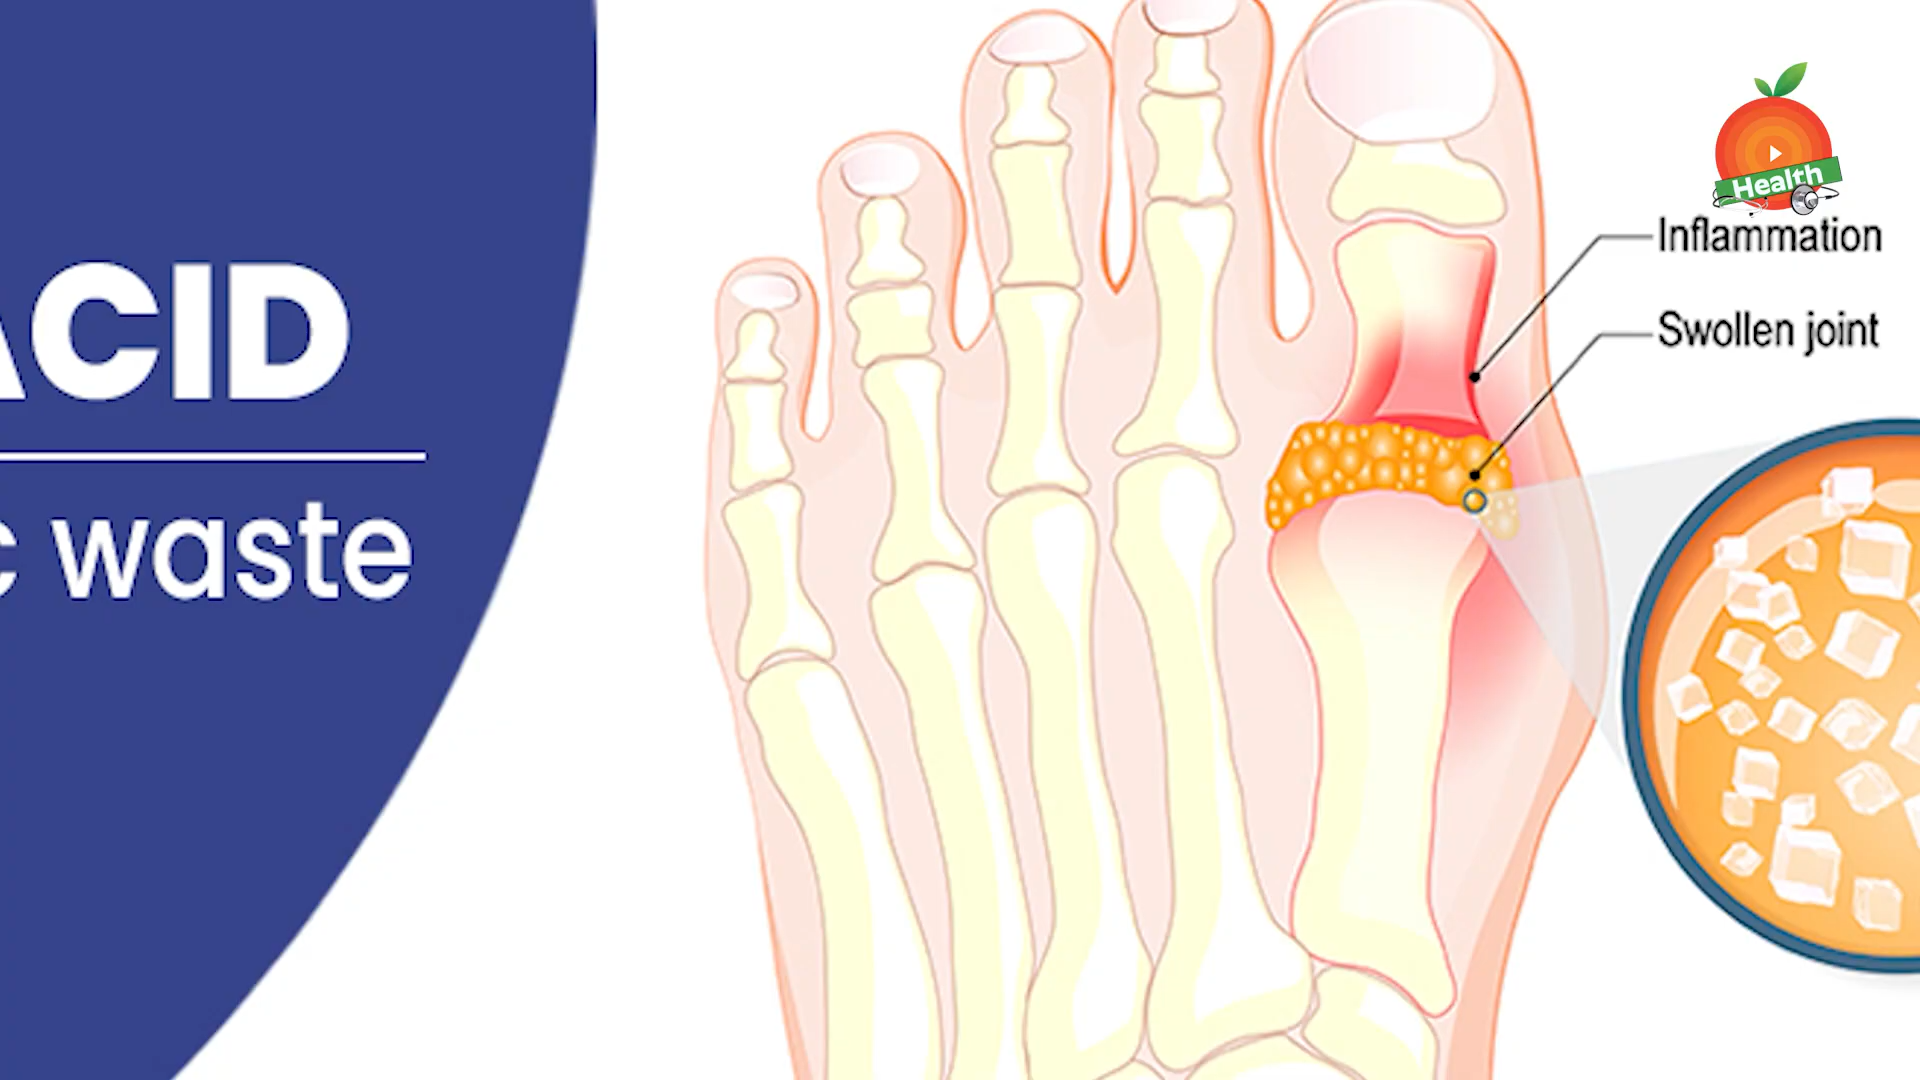 ACID
c waste
Health
Inflammation
Swollen joint